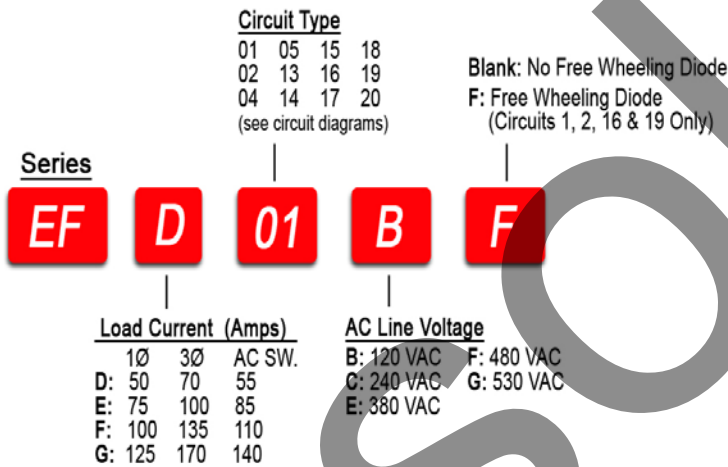 Circuit Type
01 05 15 18
02 13 16 19
04 14 17 20
(see circuit diagrams)
Blank: No Free Wheeling Diode
F: Free Wheeling Diode
(Circuits 1, 2, 16 & 19 Only)
Series
EF D 01 B F
Load Current (Amps)
1Ø 3Ø AC SW.
D: 50 70 55
E: 75 100 85
F: 100 135 110
G: 125 170 140
AC Line Voltage
B: 120 VAC F: 480 VAC
C: 240 VAC G: 530 VAC
E: 380 VAC